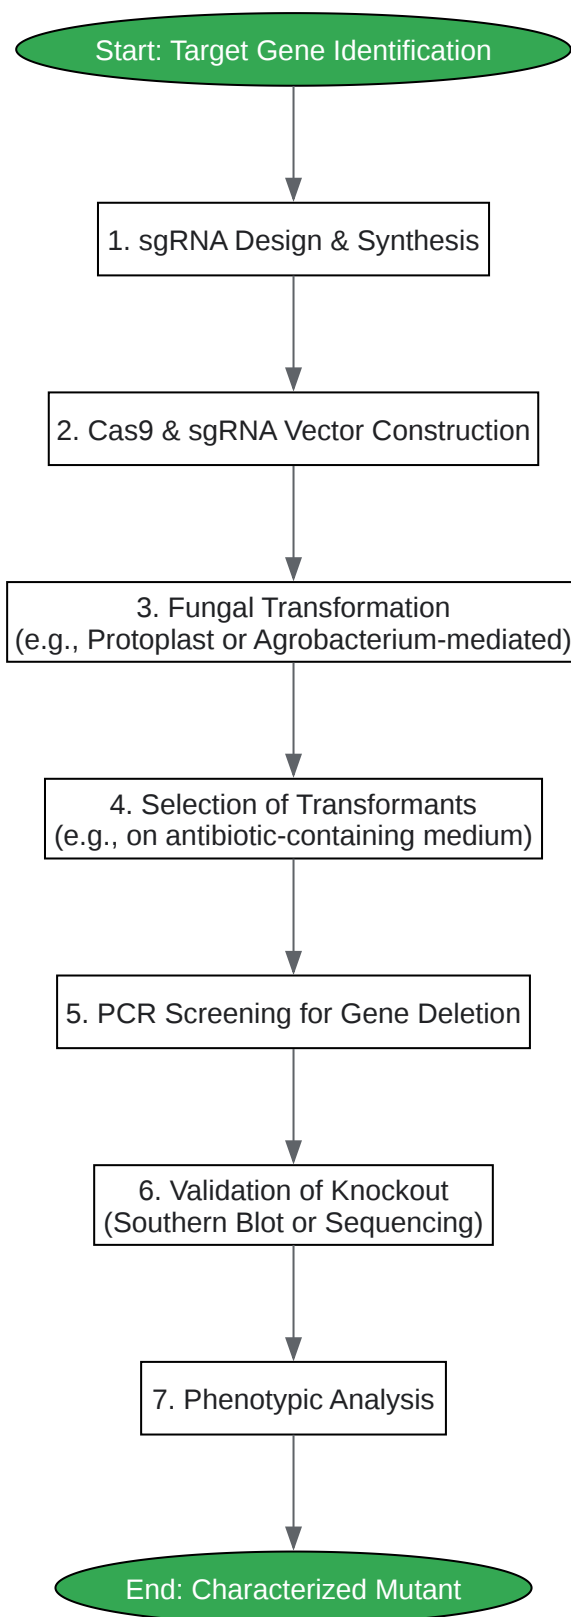 Start: Target Gene Identification
1. sgRNA Design & Synthesis
2. Cas9 & sgRNA Vector Construction
3. Fungal Transformation
(e.g., Protoplast or Agrobacterium-mediated)
4. Selection of Transformants
(e.g., on antibiotic-containing medium)
5. PCR Screening for Gene Deletion
6. Validation of Knockout
(Southern Blot or Sequencing)
7. Phenotypic Analysis
End: Characterized Mutant